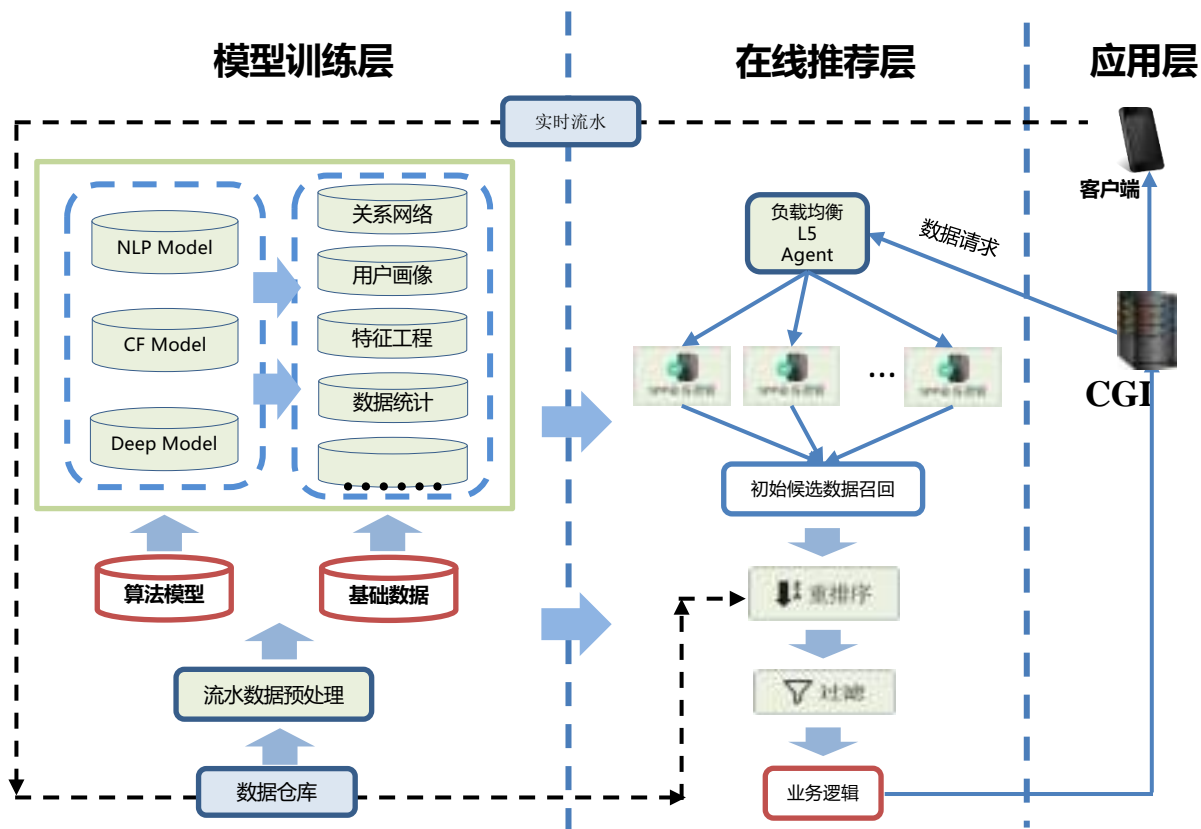 模型训练层
在线推荐层
应用层
实时流水
客户端
NLP Model
CF Model
Deep Model
关系网络
用户画像
特征工程
数据统计
......
负载均衡
L5
Agent
数据请求
...
CGI
初始候选数据召回
算法模型
基础数据
重排序
流水数据预处理
过滤
数据仓库
业务逻辑